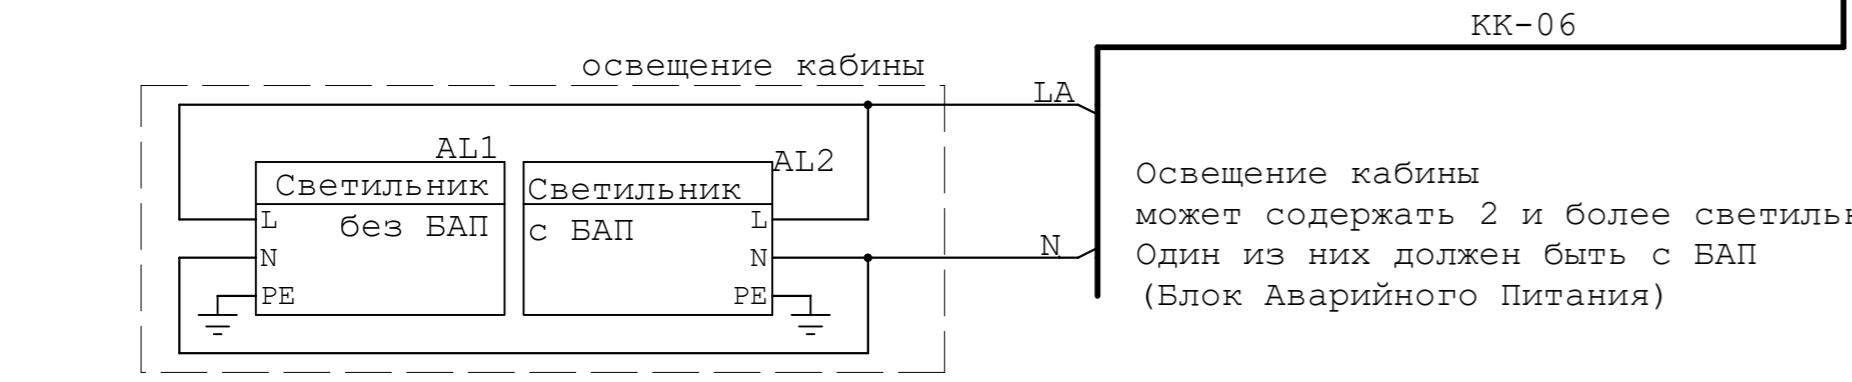 КК-06
освещение кабины
LA
AL1
AL2
Светильник
без БАП
L
N
PE
Светильник
с БАП
L
N
PE
N
Освещение кабины
может содержать 2 и более
Один из них должен быть с БАП
(Блок Аварийного Питания)